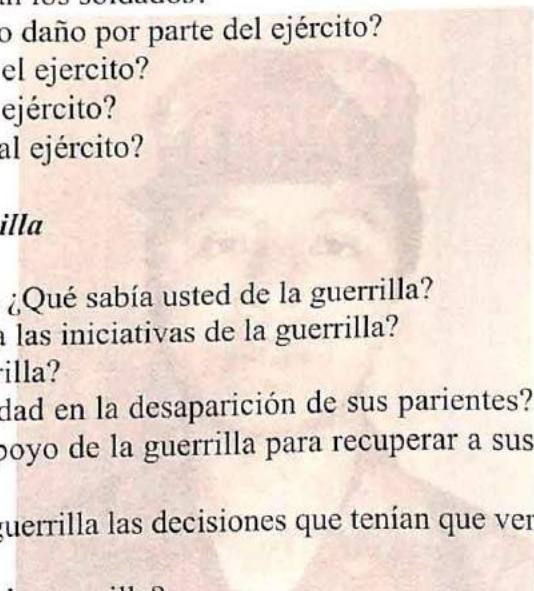 los soldados?
o daño por parte del ejército?
el ejercito?
ejército?
al ejército?
illa
¿Qué sabía usted de la guerrilla?
a las iniciativas de la guerrilla?
rilla?
dad en la desaparición de sus parientes?
poyo de la guerrilla para recuperar a sus
guerrilla las decisiones que tenían que ver